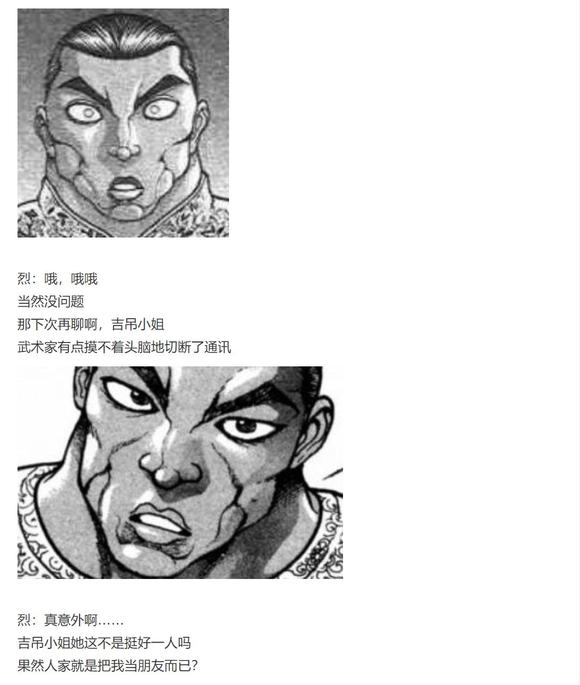 烈：哦，哦哦
当然没问题
那下次再聊啊，吉吊小姐
武术家有点摸不着头脑地切断了通讯
烈：真意外啊……
吉吊小姐她这不是挺好一人吗
果然人家就是把我当朋友而已？